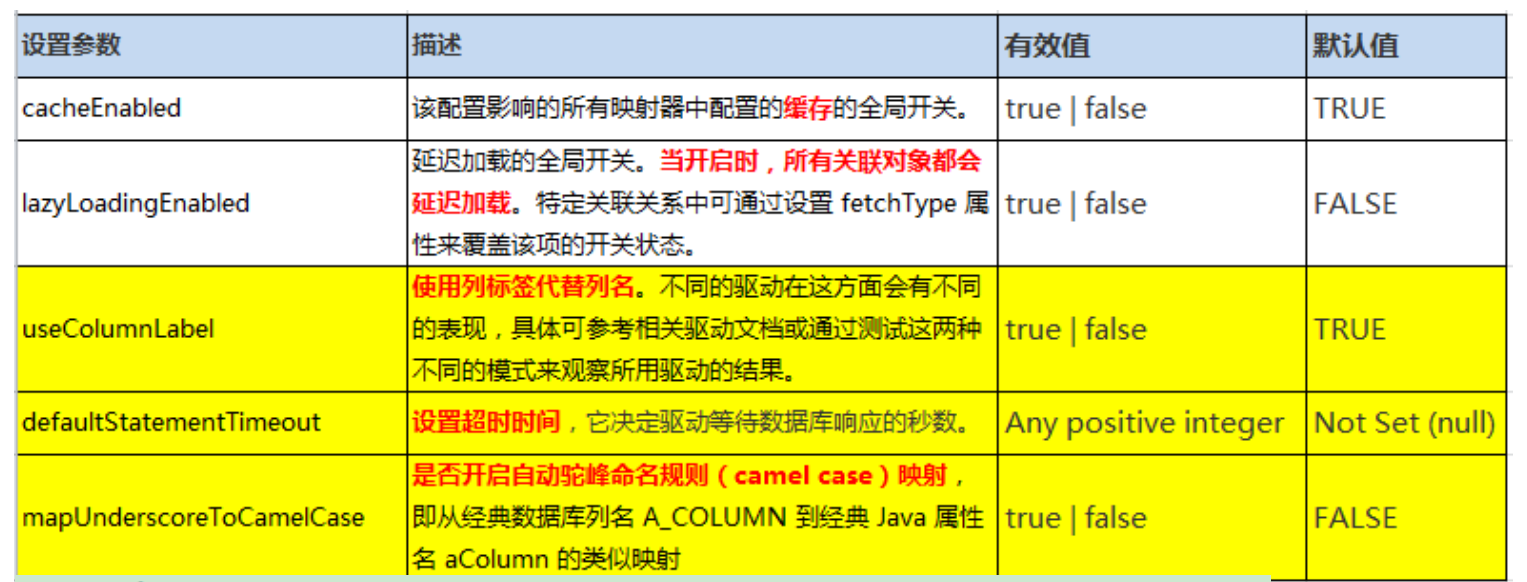 设置参数 描述 有效值 默认值
cacheEnabled 该配置影响的所有映射器中配置的缓存的全局开关。 true | false TRUE
延迟加载的全局开关。当开启时，所有关联对象都会
lazyLoadingEnabled 延迟加载。特定关联关系中可通过设置 fetchType 属 true | false FALSE
性来覆盖该项的开关状态。
使用列标签代替列名。不同的驱动在这方面会有不同
useColumnLabel 的表现，具体可参考相关驱动文档或通过测试这两种 true | false TRUE
不同的模式来观察所用驱动的结果。
defaultStatementTimeout 设置超时时间，它决定驱动等待数据库响应的秒数。 Any positive integer Not Set (null)
是否开启自动驼峰命名规则（camel case）映射，
mapUnderscoreToCamelCase 即从经典数据库列名 A_COLUMN 到经典 Java 属性 true | false FALSE
名 aColumn 的类似映射